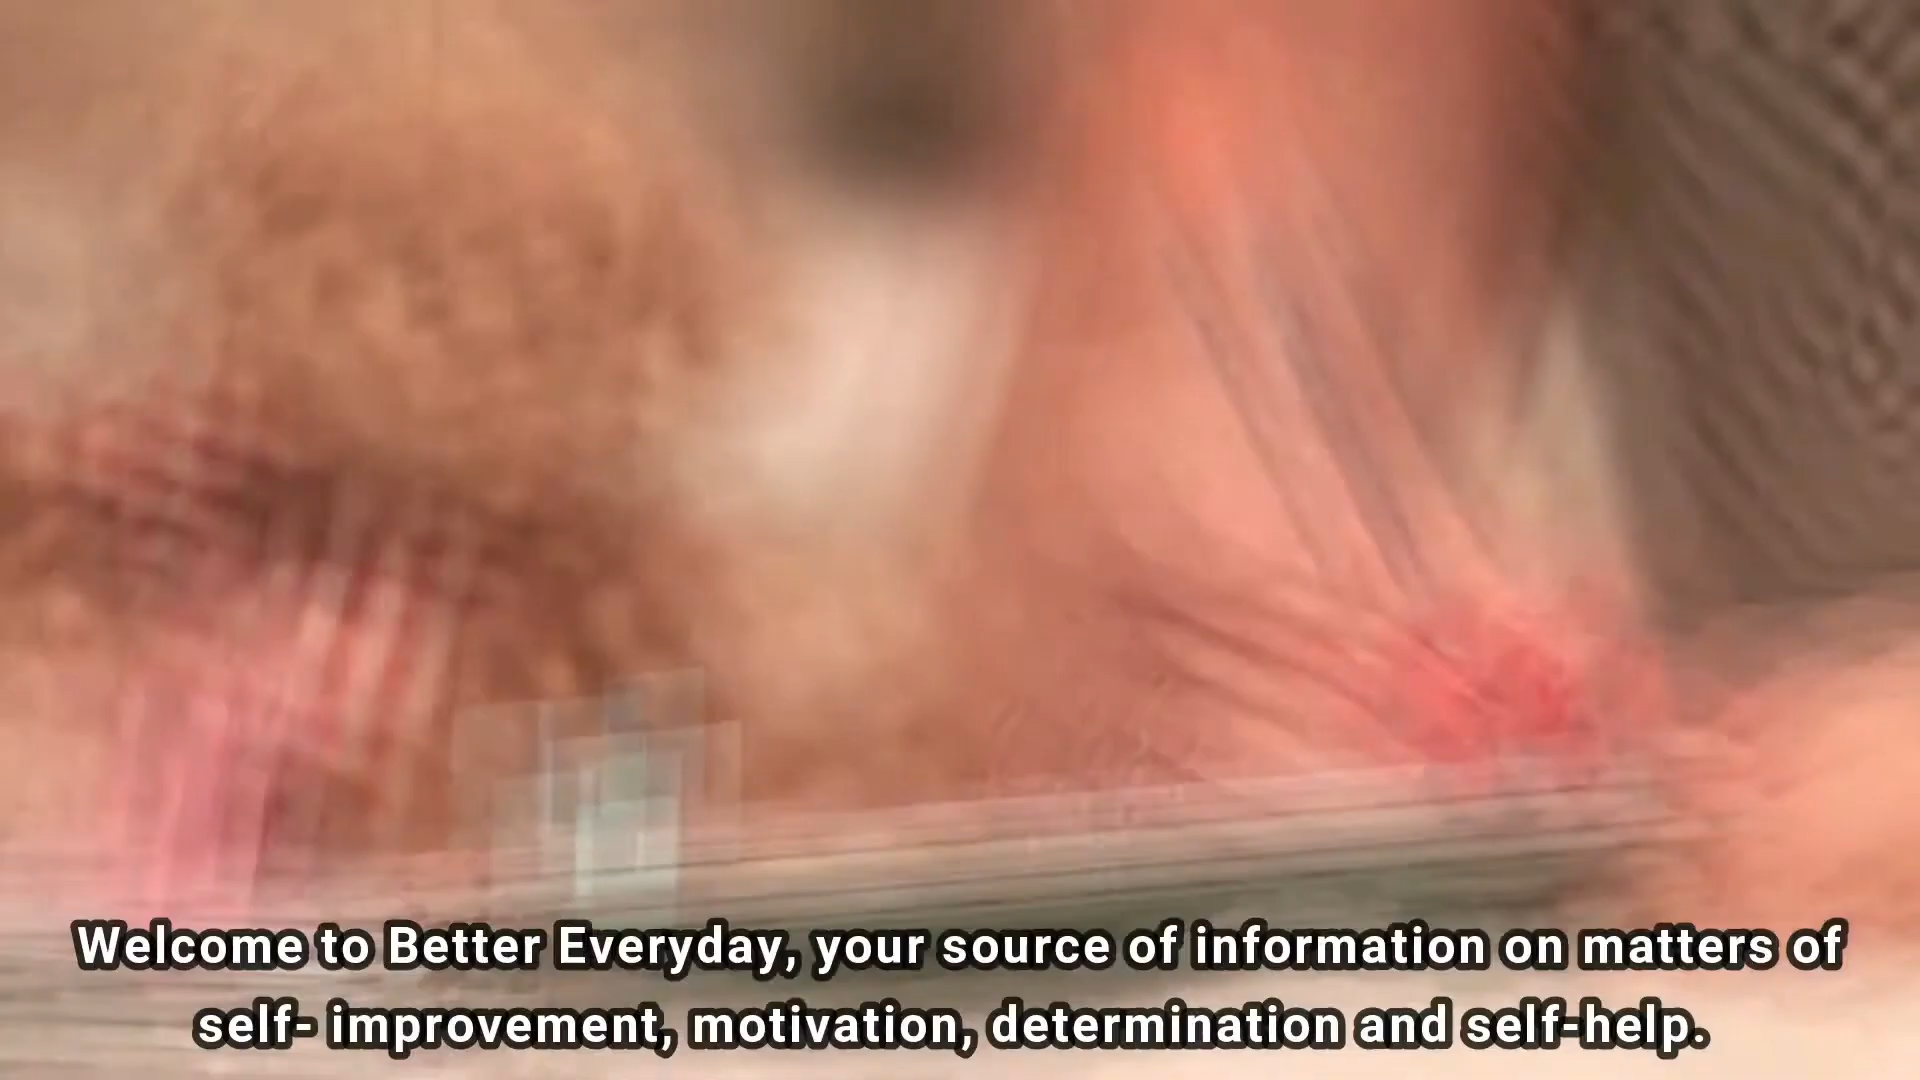 Welcome to Better Everyday, your source of information on matters of
self- improvement, motivation, determination and self-help.